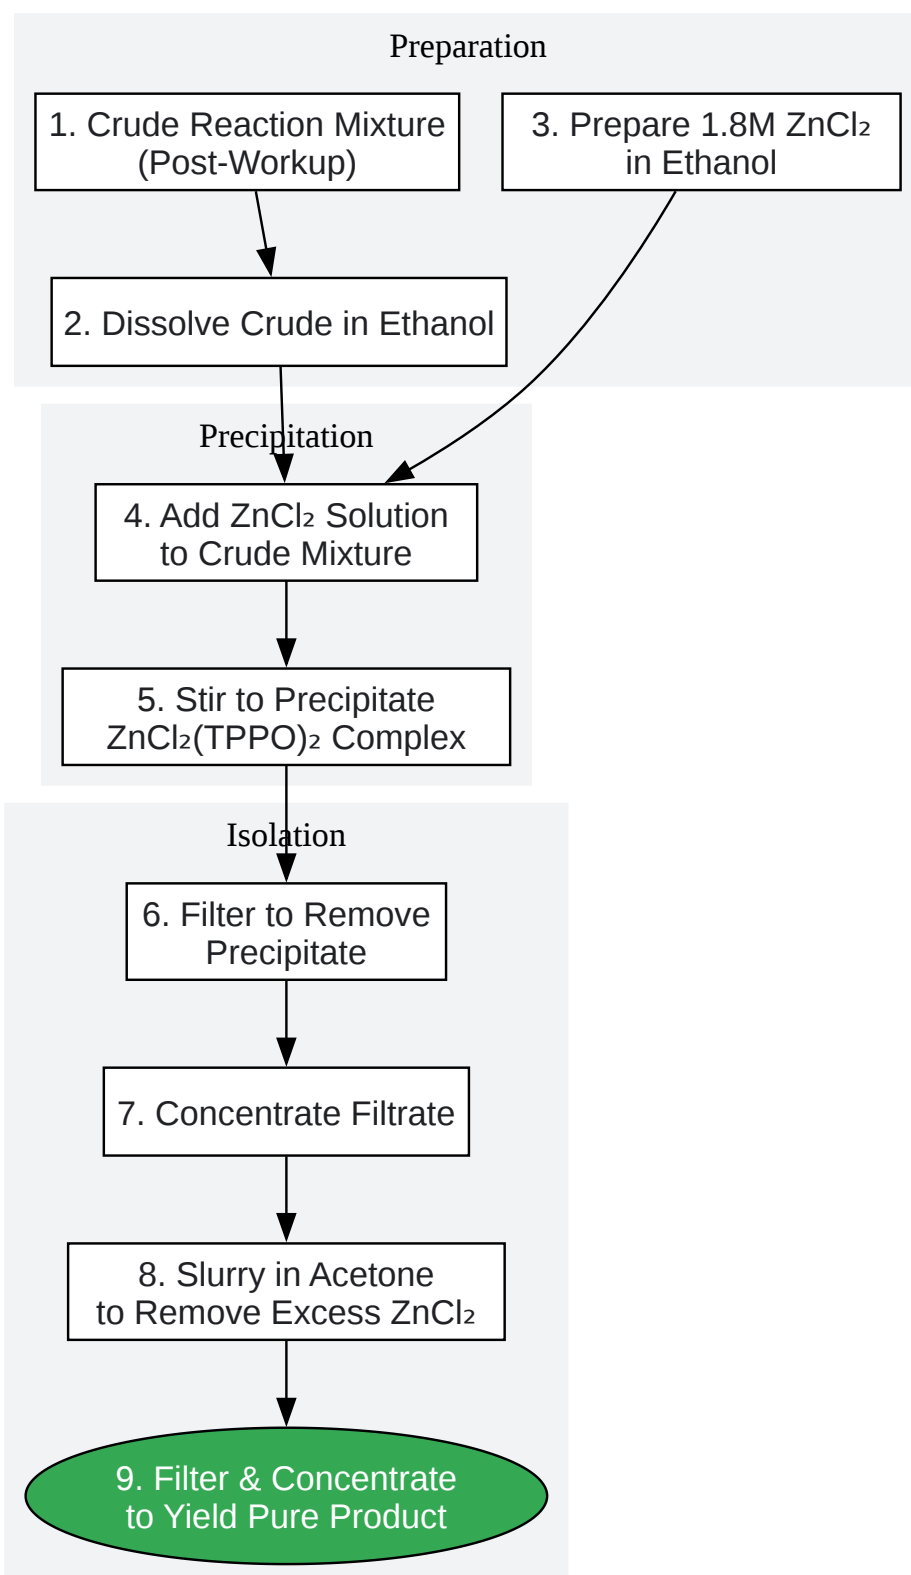 Preparation
1. Crude Reaction Mixture
(Post-Workup)
3. Prepare 1.8M ZnCl₂
in Ethanol
2. Dissolve Crude in Ethanol
Precipitation
4. Add ZnCl₂ Solution
to Crude Mixture
5. Stir to Precipitate
ZnCl₂(TPPO)₂ Complex
Isolation
6. Filter to Remove
Precipitate
7. Concentrate Filtrate
8. Slurry in Acetone
to Remove Excess ZnCl₂
9. Filter & Concentrate
to Yield Pure Product